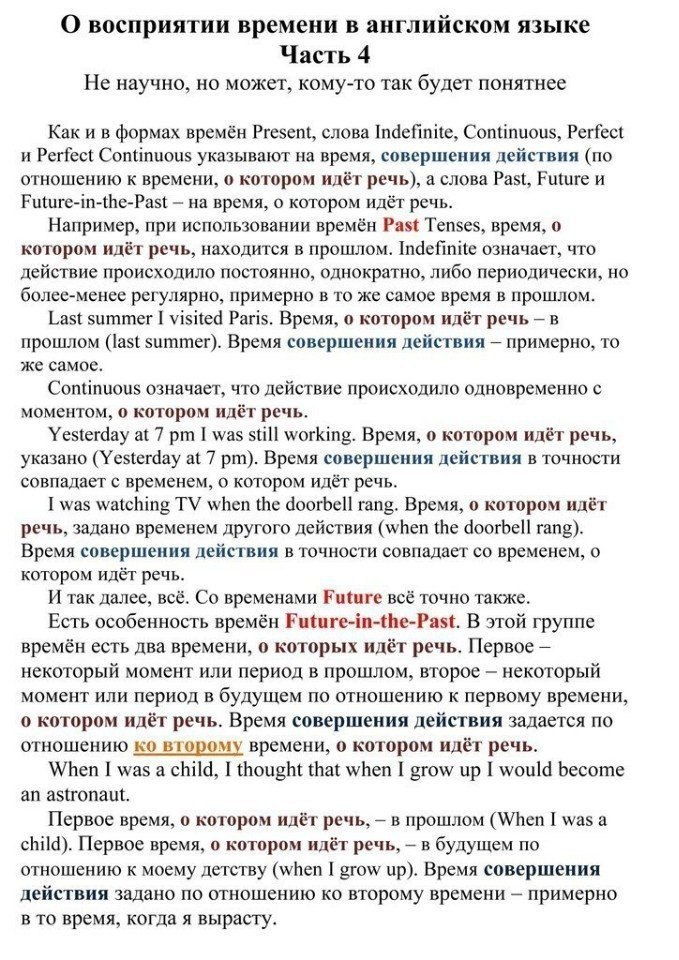 О восприятии времени в английском языке
Часть 4
Не научно, но может, кому-то так будет понятнее
Как и в формах времён Present, слова Indefinite, Continuous, Perfect
и Perfect Continuous указывают на время, совершения действия (по
отношению к времени, о котором идёт речь), а слова Past, Future и
Future-in-the-Past – на время, о котором идёт речь.
Например, при использовании времён Past Tenses, время, о
котором идёт речь, находится в прошлом. Indefinite означает, что
действие происходило постоянно, однократно, либо периодически, но
более-менее регулярно, примерно в то же самое время в прошлом.
Last summer I visited Paris. Время, о котором идёт речь – в
прошлом (last summer). Время совершения действия – примерно, то
же самое.
Continuous означает, что действие происходило одновременно с
моментом, о котором идёт речь.
Yesterday at 7 pm I was still working. Время, о котором идёт речь,
указано (Yesterday at 7 pm). Время совершения действия в точности
совпадает с временем, о котором идёт речь.
I was watching TV when the doorbell rang. Время, о котором идёт
речь, задано временем другого действия (when the doorbell rang).
Время совершения действия в точности совпадает со временем, о
котором идёт речь.
И так далее, всё. Со временами Future всё точно также.
Есть особенность времён Future-in-the-Past. В этой группе
времён есть два времени, о которых идёт речь. Первое –
некоторый момент или период в прошлом, второе – некоторый
момент или период в будущем по отношению к первому времени,
о котором идёт речь. Время совершения действия задается по
отношению ко второму времени, о котором идёт речь.
When I was a child, I thought that when I grow up I would become
an astronaut.
Первое время, о котором идёт речь, – в прошлом (When I was a
child). Первое время, о котором идёт речь, – в будущем по
отношению к моему детству (when I grow up). Время совершения
действия задано по отношению ко второму времени – примерно
в то время, когда я вырасту.